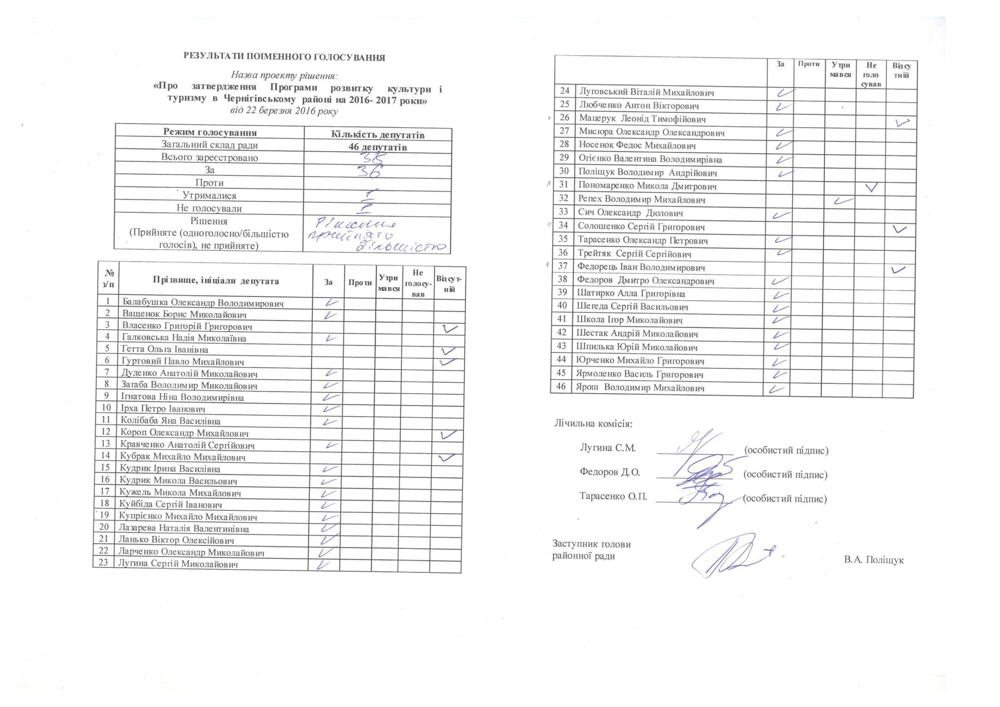 РЕЗУЛЬТАТИ ПОІМЕННОГО ГОЛОСУВАННЯ
Назва проекту рішення:
«Про затвердження Програми розвитку культури і
туризму в Чернігівському районі на 2016- 2017 роки»
від 22 березня 2016 року
Режим голосування Кількість депутатів
Загальний склад ради 46 депутатів
Всього зареєстровано 38
За 36
Проти
Утрималися 1
Не голосували 1
Рішення
(Прийняте (одноголосно/більшістю
голосів), не прийняте)
Рішення
прийнято
більшістю
№ з/п Прізвище, ініціали депутата За Проти Утри мався Не голосу- вав Відсут- ній
1 Балабушка Олександр Володимирович
2 Ващенок Борис Миколайович
3 Власенко Григорій Григорович
4 Галковська Надія Миколаївна
5 Гетта Ольга Іванівна
6 Гуртовий Павло Михайлович
7 Дуденко Анатолій Миколайович
8 Загаба Володимир Миколайович
9 Ігнатова Ніна Володимирівна
10 Ірха Петро Іванович
11 Колібаба Яна Василівна
12 Короп Олександр Михайлович
13 Кравченко Анатолій Сергійович
14 Кубрак Михайло Михайлович
15 Кудрик Ірина Василівна
16 Кудрик Микола Васильович
17 Кужель Микола Михайлович
18 Куйбіда Сергій Іванович
19 Купрієнко Михайло Михайлович
20 Лазарева Наталія Валентинівна
21 Ланько Віктор Олексійович
22 Ларченко Олександр Миколайович
23 Лугина Сергій Миколайович
За Проти Утри мався Не голо сував Відсу тній
24 Луговський Віталій Михайлович
25 Любченко Антон Вікторович
26 Мацерук Леонід Тимофійович
27 Мисюра Олександр Олександрович
28 Носенок Федос Михайлович
29 Огієнко Валентина Володимирівна
30 Поліщук Володимир Андрійович
31 Пономаренко Микола Дмитрович
32 Репех Володимир Михайлович
33 Сич Олександр Дюлович
34 Солошенко Сергій Григорович
35 Тарасенко Олександр Петрович
36 Трейтяк Сергій Сергійович
37 Федорець Іван Володимирович
38 Федоров Дмитро Олександрович
39 Шатирко Алла Григорівна
40 Шегеда Сергій Васильович
41 Школа Ігор Миколайович
42 Шестак Андрій Миколайович
43 Шпилька Юрій Миколайович
44 Юрченко Михайло Григорович
45 Ярмоленко Василь Григорович
46 Ярош Володимир Михайлович
Лічильна комісія:
Лугина С.М. (особистий підпис)
Федоров Д.О. (особистий підпис)
Тарасенко О.П. (особистий підпис)
Заступник голови
районної ради В.А. Поліщук